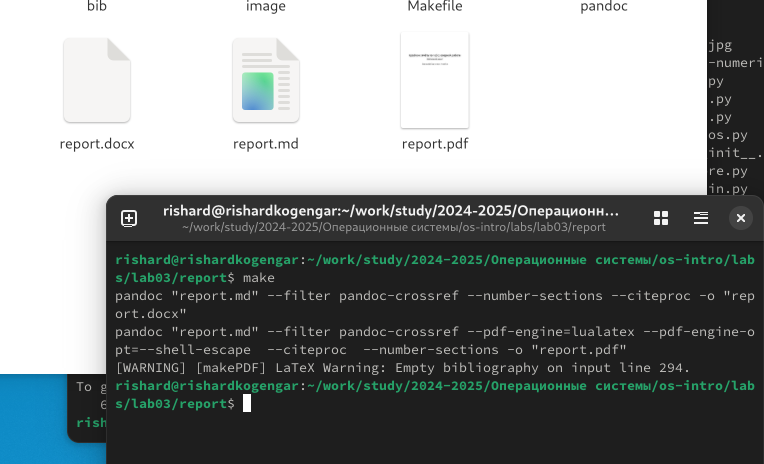 bib image Makefile pandoc
report.docx report.md report.pdf
jpg
-numeri
py
.py
.py
os.py
init__.
re.py
in.py
rishard@rishardkogengar:~/work/study/2024-2025/Операционн...
~/work/study/2024-2025/Операционные системы/os-intro/labs/lab03/report
rishard@rishardkogengar:~/work/study/2024-2025/Операционные системы/os-intro/lab
s/lab03/report$ make
pandoc "report.md" --filter pandoc-crossref --number-sections --citeproc -o "rep
ort.docx"
pandoc "report.md" --filter pandoc-crossref --pdf-engine=lualatex --pdf-engine-o
pt=--shell-escape  --citeproc  --number-sections -o "report.pdf"
[WARNING] [makePDF] LaTeX Warning: Empty bibliography on input line 294.
rishard@rishardkogengar:~/work/study/2024-2025/Операционные системы/os-intro/lab
s/lab03/report$
To g
6
rish